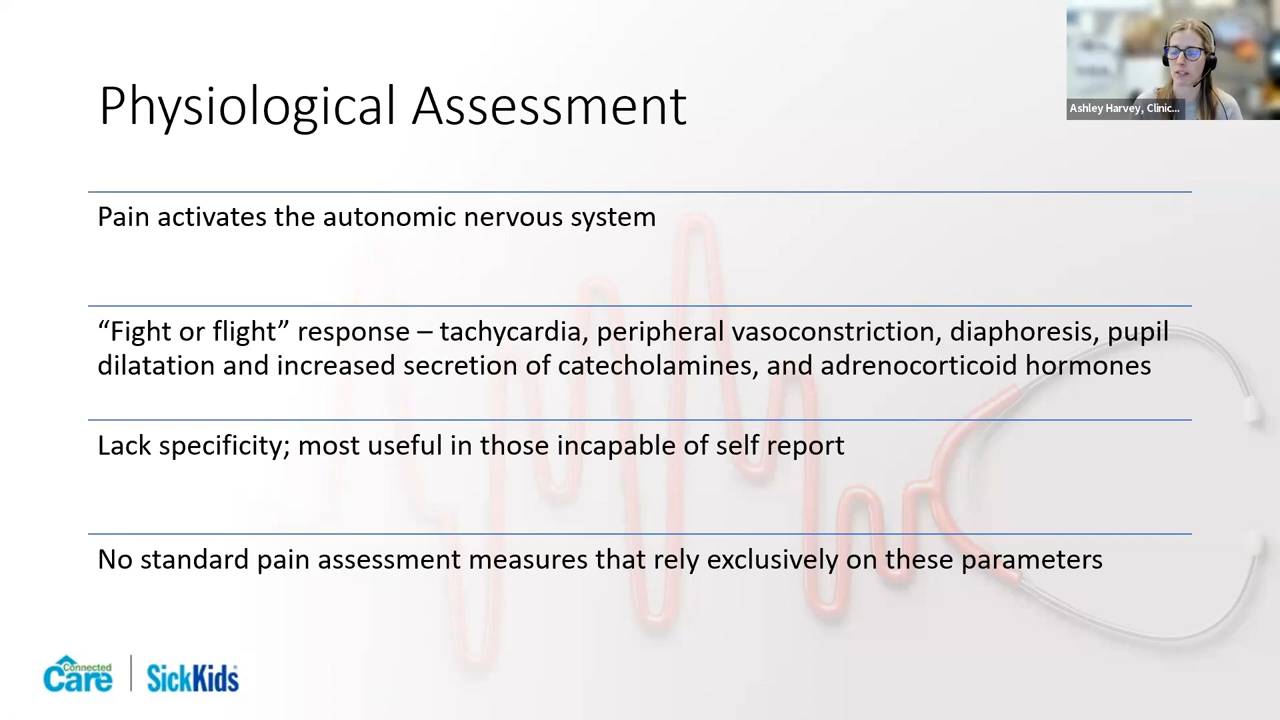 Ashley Harvey, Clinic...
Physiological Assessment
Pain activates the autonomic nervous system
“Fight or flight” response – tachycardia, peripheral vasoconstriction, diaphoresis, pupil
dilatation and increased secretion of catecholamines, and adrenocorticoid hormones
Lack specificity; most useful in those incapable of self report
No standard pain assessment measures that rely exclusively on these parameters
Connected
Care
SickKids